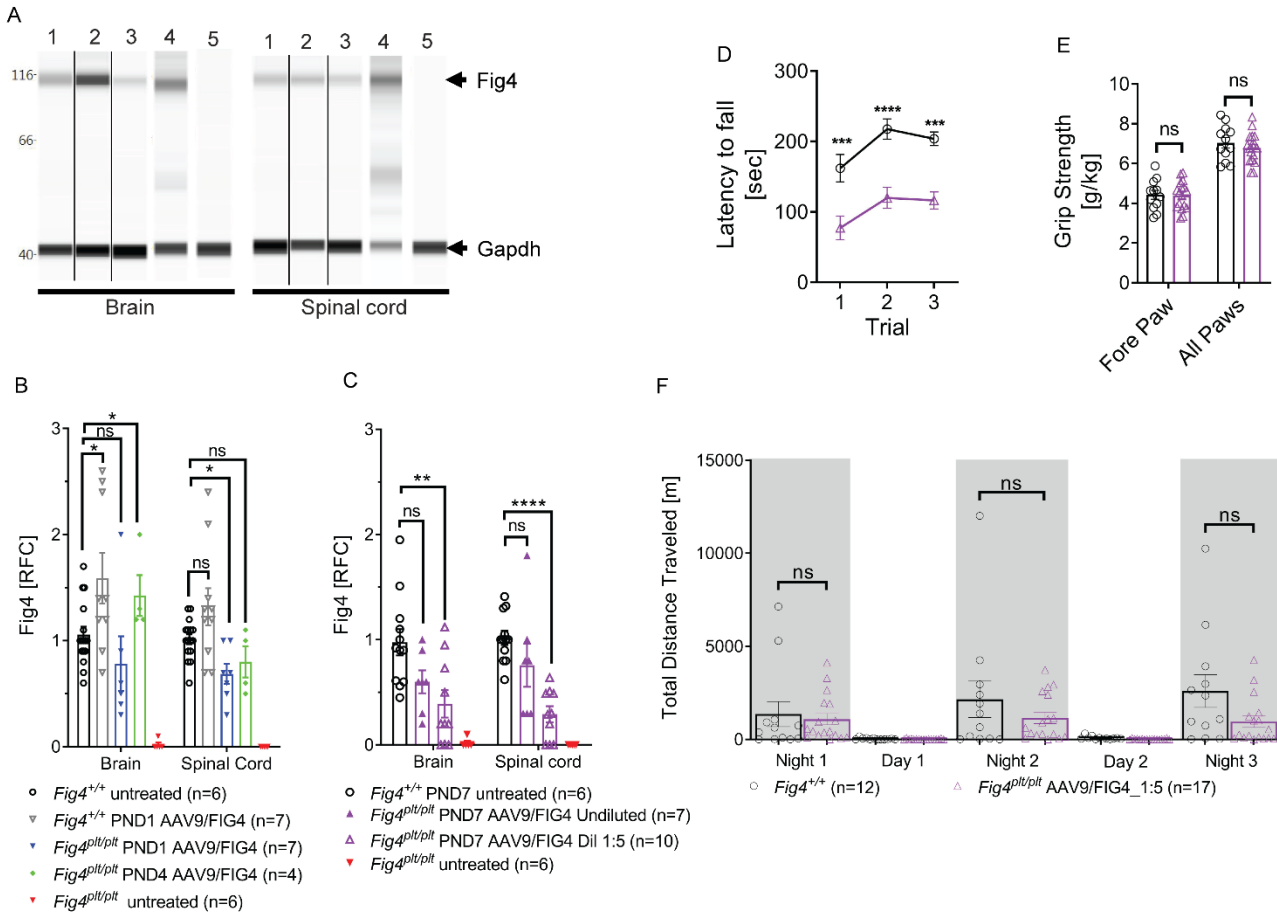 A
1 2 3 4 5
1 2 3 4 5
116-
Fig4
66-
40-
Gapdh
Brain
Spinal cord
D
Latency to fall
[sec]
300
200
100
0
***
****
***
1 2 3
Trial
E
Grip Strength
[g/kg]
10
8
6
4
2
0
ns
ns
Fore Paw
All Paws
B
Fig4 [RFC]
3
2
1
0
*
ns
*
ns
*
ns
Brain
Spinal Cord
Fig4+/+ untreated (n=6)
Fig4+/+ PND1 AAV9/FIG4 (n=7)
Fig4plt/plt PND1 AAV9/FIG4 (n=7)
Fig4plt/plt PND4 AAV9/FIG4 (n=4)
Fig4plt/plt untreated (n=6)
C
3
2
1
0
**
ns
****
ns
Brain
Spinal cord
Fig4+/+ PND7 untreated (n=6)
Fig4plt/plt PND7 AAV9/FIG4 Undiluted (n=7)
Fig4plt/plt PND7 AAV9/FIG4 Dil 1:5 (n=10)
Fig4plt/plt untreated (n=6)
F
Total Distance Traveled [m]
15000
10000
5000
0
ns
ns
ns
Night 1 Day 1 Night 2 Day 2 Night 3
Fig4+/+ (n=12)
Fig4plt/plt AAV9/FIG4_1:5 (n=17)